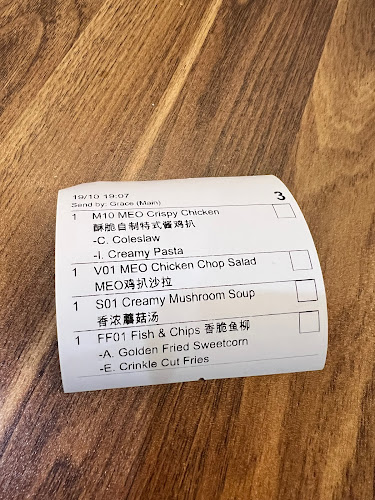 19/10 19:07
Send by: Grace (Main) 3
1 M10 MEO Crispy Chicken
酥脆自制特式酱鸡扒
-C. Coleslaw
-I. Creamy Pasta
1 V01 MEO Chicken Chop Salad
MEO鸡扒沙拉
1 S01 Creamy Mushroom Soup
香浓蘑菇汤
1 FF01 Fish & Chips 香脆鱼柳
-A. Golden Fried Sweetcorn
-E. Crinkle Cut Fries